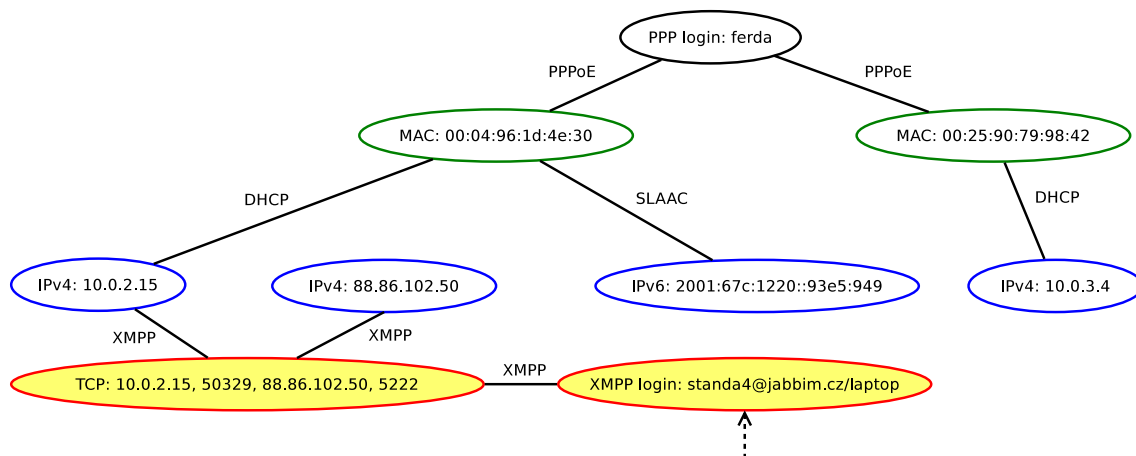 PPP login: ferda
PPPoE
PPPoE
MAC: 00:04:96:1d:4e:30
MAC: 00:25:90:79:98:42
DHCP
SLAAC
DHCP
IPv4: 10.0.2.15
IPv4: 88.86.102.50
IPv6: 2001:67c:1220::93e5:949
IPv4: 10.0.3.4
XMPP
XMPP
TCP: 10.0.2.15, 50329, 88.86.102.50, 5222
XMPP
XMPP login: standa4@jabbim.cz/laptop